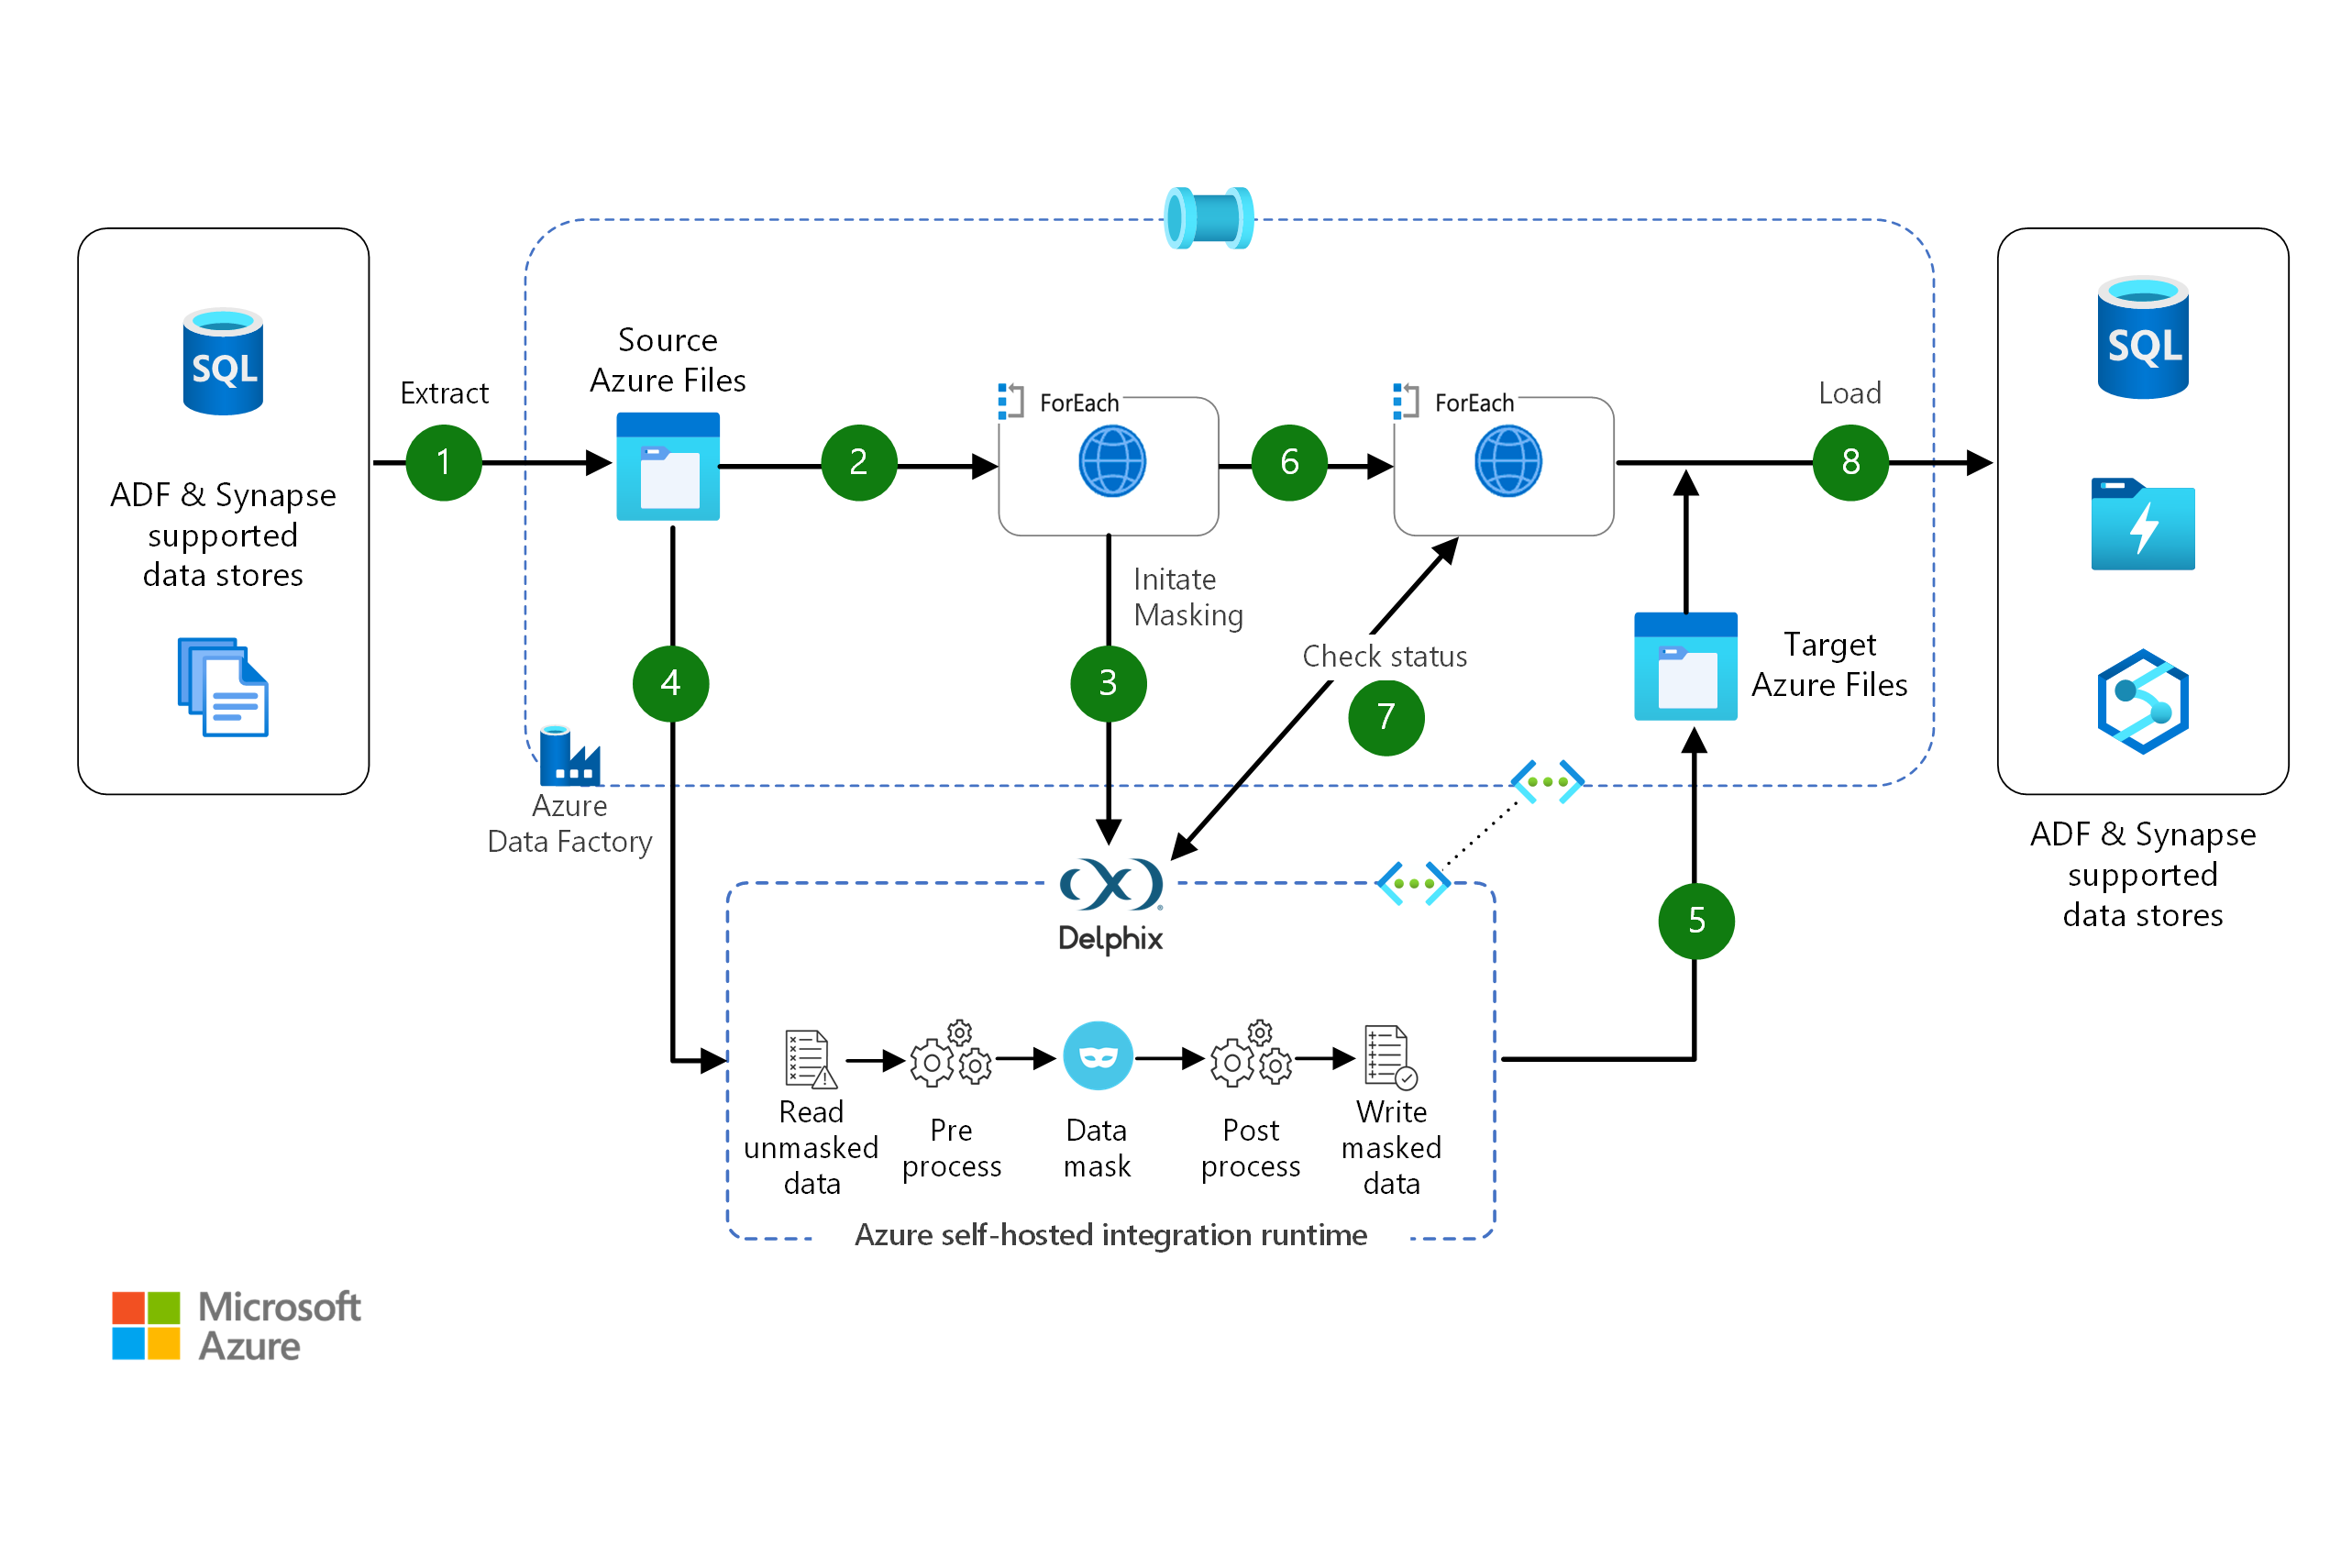 SQL
ADF & Synapse
supported
data stores
Extract
1
Source
Azure Files
2
ForEach
6
ForEach
Load
8
SQL
4
Initate
Masking
3
Check status
7
Target
Azure Files
Azure
Data Factory
ADF & Synapse
supported
data stores
Delphix
5
Read
unmasked
data
Pre
process
Data
mask
Post
process
Write
masked
data
Azure self-hosted integration runtime
Microsoft
Azure